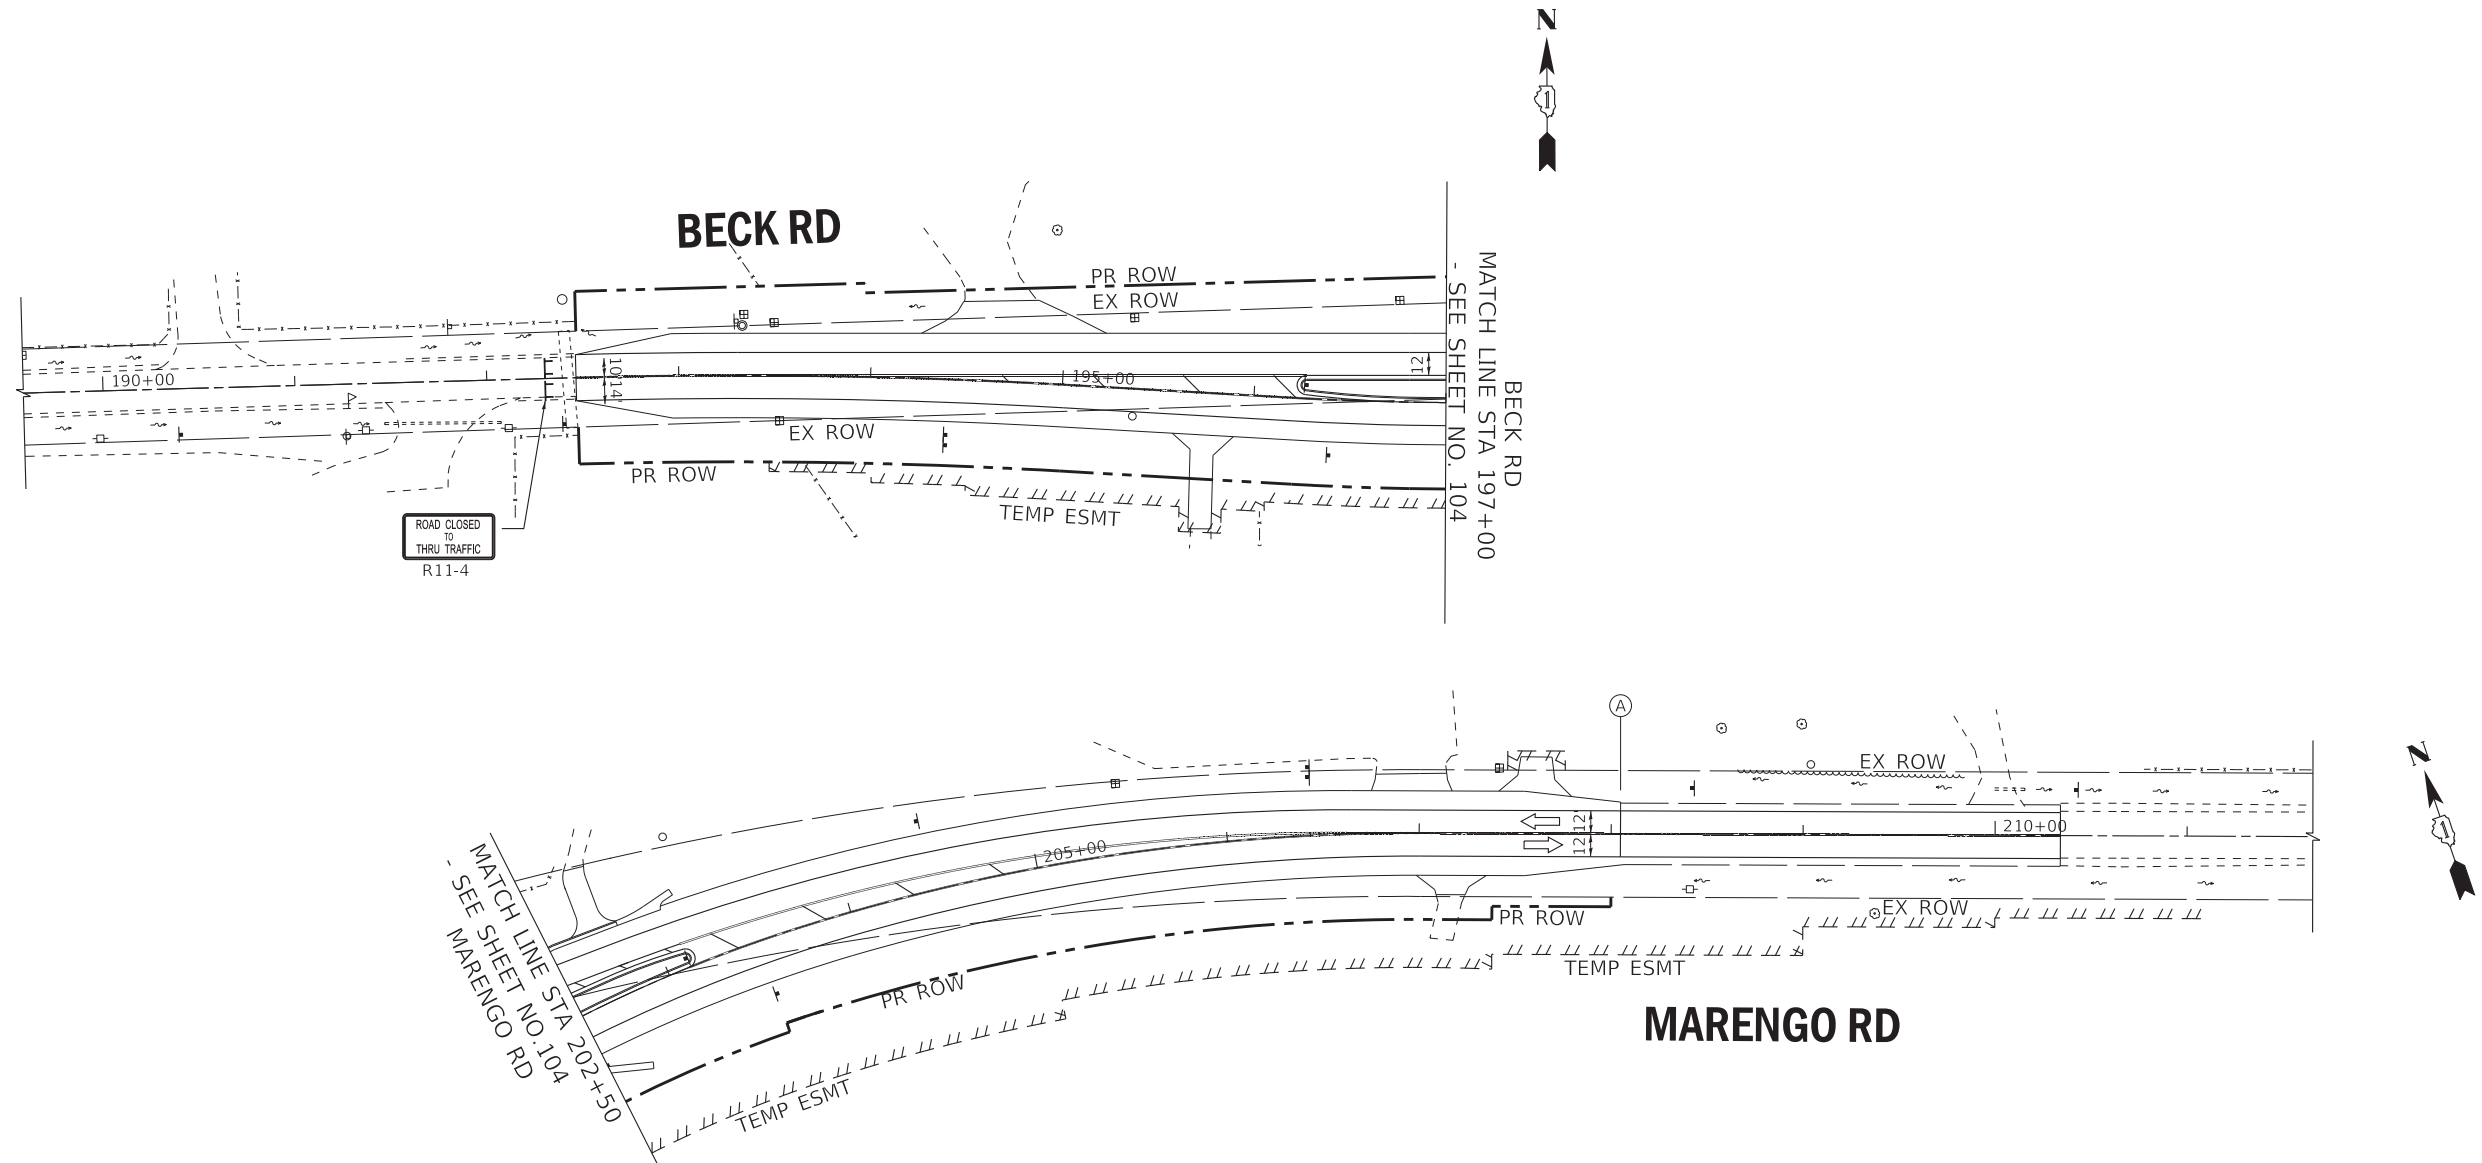 N
BECK RD
PR ROW
EX ROW
190+00
10'
14'
195+00
12
EX ROW
PR ROW
TEMP ESMT
ROAD CLOSED
TO
THRU TRAFFIC
R11-4
BECK RD
MATCH LINE STA 197+00
- SEE SHEET NO. 104
A
N
EX ROW
12
12
205+00
210+00
PR ROW
EX ROW
TEMP ESMT
PR ROW
TEMP ESMT
MATCH LINE STA 202+50
- SEE SHEET NO.104
MARENGO RD
MARENGO RD